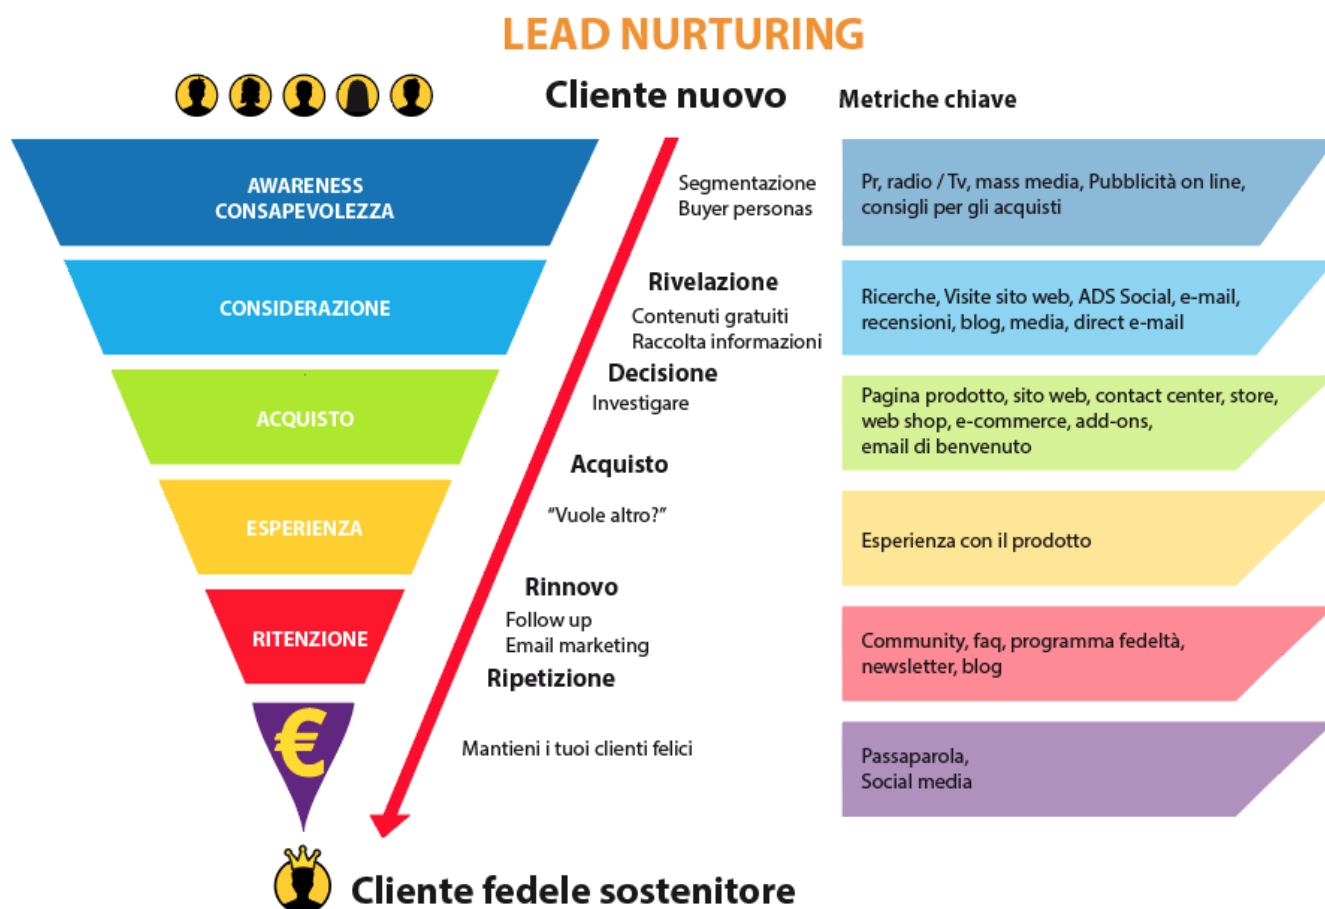 LEAD NURTURING
Cliente nuovo
Metriche chiave
AWARENESS
CONSAPEVOLEZZA
Segmentazione
Buyer personas
Pr, radio / Tv, mass media, Pubblicità on line,
consigli per gli acquisti
CONSIDERAZIONE
Rivelazione
Contenuti gratuiti
Raccolta informazioni
Ricerche, Visite sito web, ADS Social, e-mail,
recensioni, blog, media, direct e-mail
ACQUISTO
Decisione
Investigare
Pagina prodotto, sito web, contact center, store,
web shop, e-commerce, add-ons,
email di benvenuto
ESPERIENZA
Acquisto
“Vuole altro?”
Esperienza con il prodotto
RITENZIONE
Rinnovo
Follow up
Email marketing
Community, faq, programma fedeltà,
newsletter, blog
€
Ripetizione
Mantieni i tuoi clienti felici
Passaparola,
Social media
Cliente fedele sostenitore